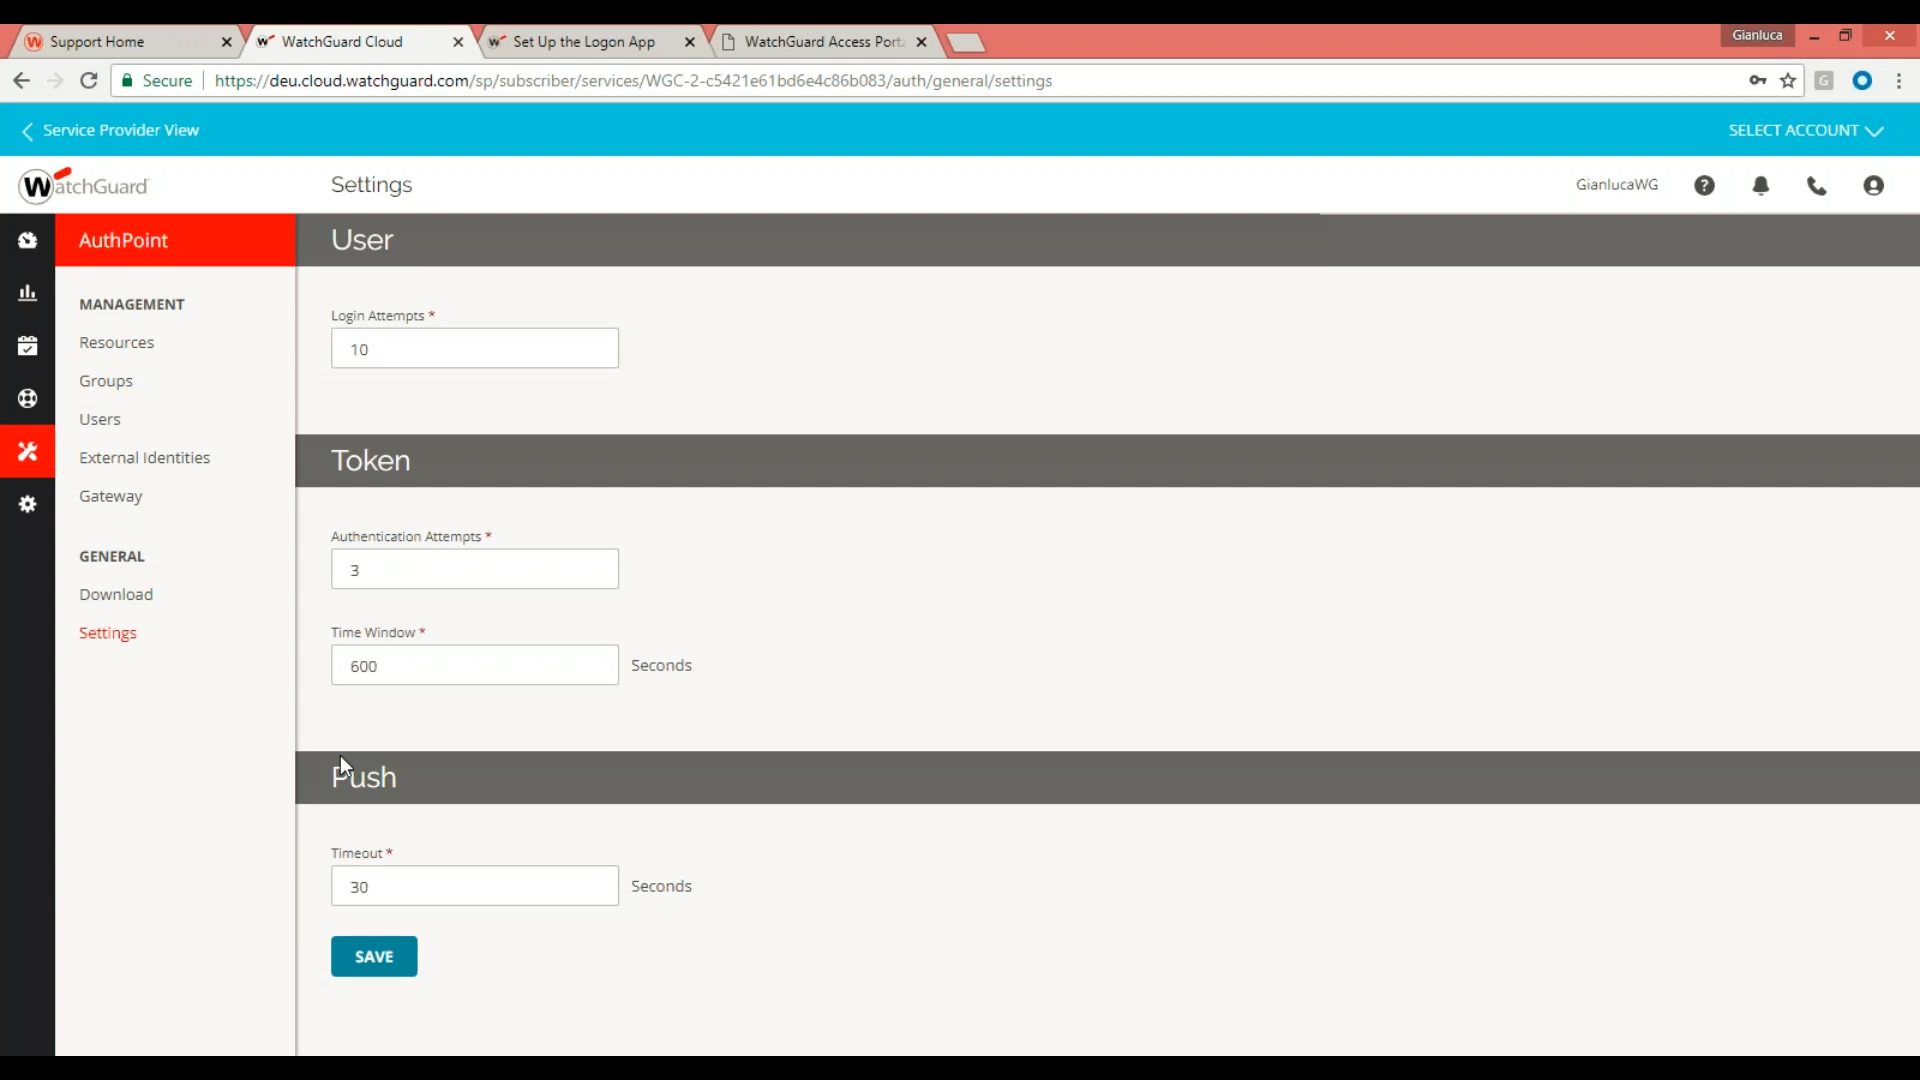 Support Home
WatchGuard Cloud
Set Up the Logon App
WatchGuard Access Port
Gianluca
Secure
https://deu.cloud.watchguard.com/sp/subscriber/services/WGC-2-c5421e61bd6e4c86b083/auth/general/settings
Service Provider View
SELECT ACCOUNT
WatchGuard
Settings
GianlucaWG
AuthPoint
MANAGEMENT
Resources
Groups
Users
External Identities
Gateway
GENERAL
Download
Settings
User
Login Attempts *
10
Token
Authentication Attempts *
3
Time Window *
600
Seconds
Push
Timeout *
30
Seconds
SAVE